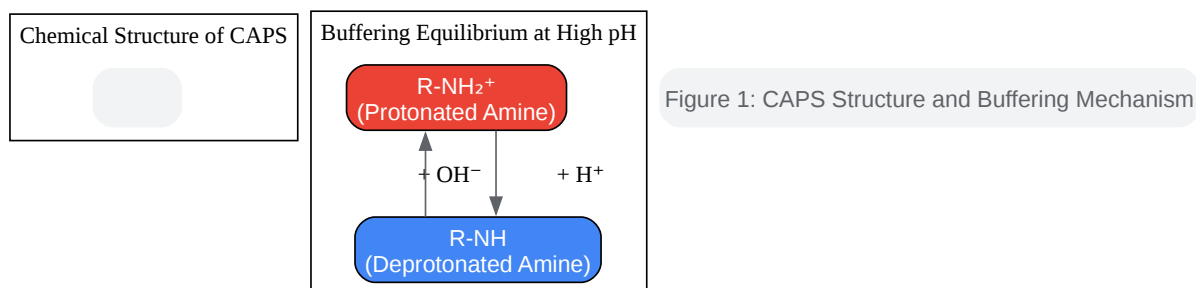 Chemical Structure of CAPS
Buffering Equilibrium at High pH
R-NH₂⁺
(Protonated Amine)
+ OH⁻
+ H⁺
R-NH
(Deprotonated Amine)
Figure 1: CAPS Structure and Buffering Mechanism